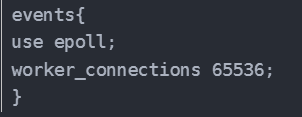 events{
use epoll;
worker_connections 65536;
}